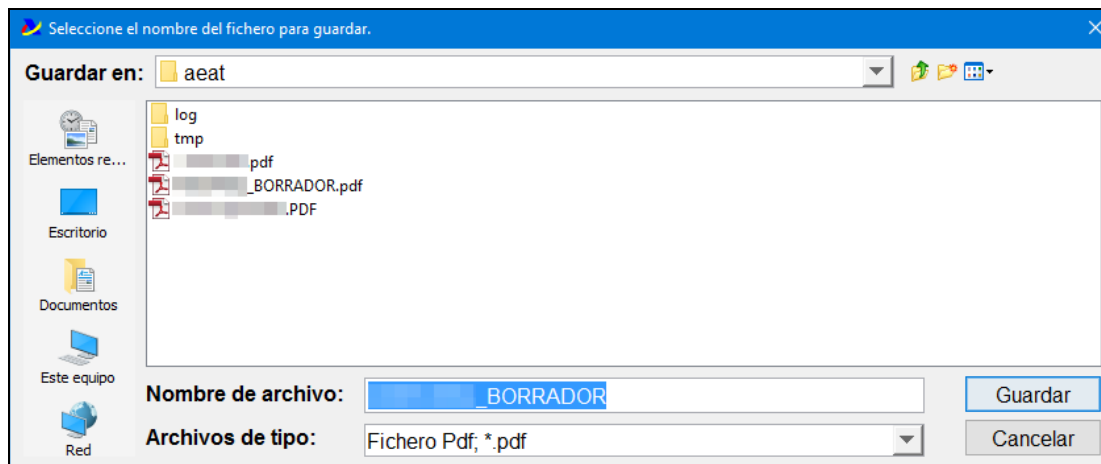 Seleccione el nombre del fichero para guardar.
Guardar en: aeat
log
tmp
.pdf
_BORRADOR.pdf
.PDF
Elementos re...
Escritorio
Documentos
Este equipo
Red
Nombre de archivo: _BORRADOR Guardar
Archivos de tipo: Fichero Pdf; *.pdf Cancelar